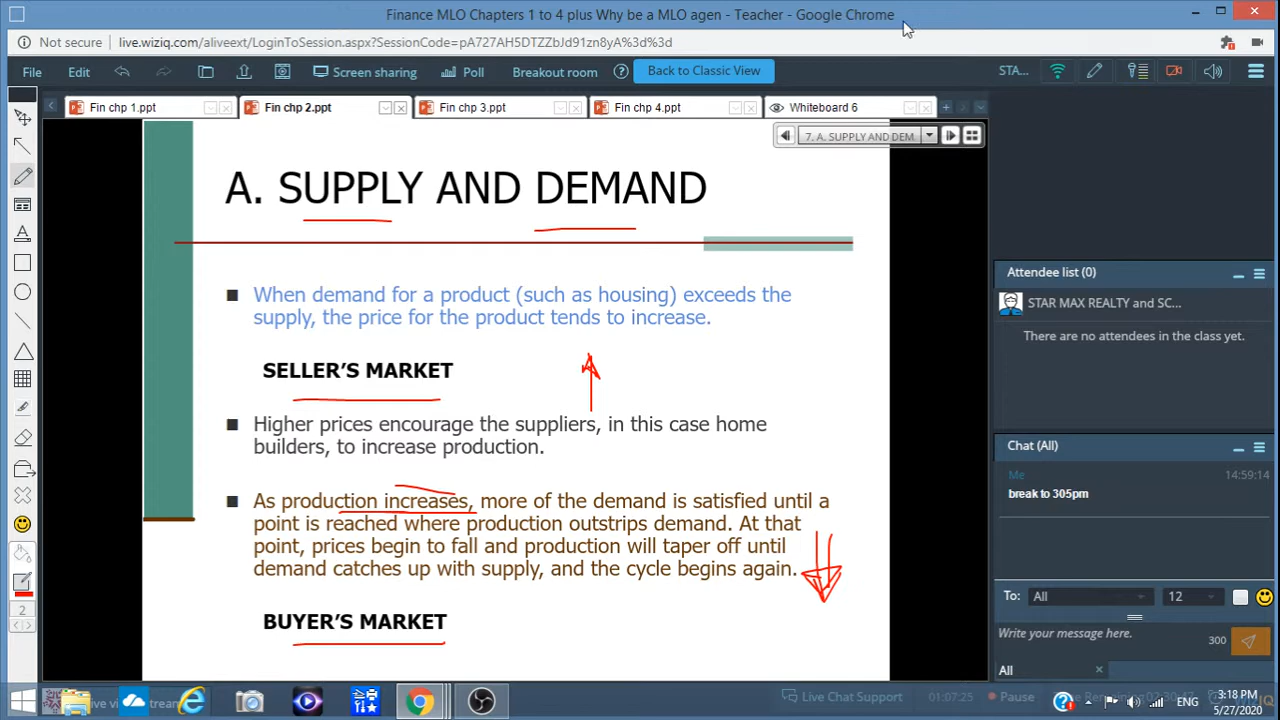 Finance MLO Chapters 1 to 4 plus Why be a MLO agen - Teacher - Google Chrome
Not secure | live.wiziq.com/aliveext/LoginToSession.aspx?SessionCode=pA727AH5DTZZbJd91zn8yA%3d%3d
File Edit Screen sharing Poll Breakout room Back to Classic View STA...
Fin chp 1.ppt Fin chp 2.ppt Fin chp 3.ppt Fin chp 4.ppt Whiteboard 6
7. A. SUPPLY AND DEM
A. SUPPLY AND DEMAND
When demand for a product (such as housing) exceeds the
supply, the price for the product tends to increase.
SELLER'S MARKET
Higher prices encourage the suppliers, in this case home
builders, to increase production.
As production increases, more of the demand is satisfied until a
point is reached where production outstrips demand. At that
point, prices begin to fall and production will taper off until
demand catches up with supply, and the cycle begins again.
BUYER'S MARKET
2
Attendee list (0)
STAR MAX REALTY and SC...
There are no attendees in the class yet.
Chat (All)
Me 14:59:14
break to 305pm
To: All 12
Write your message here. 300
All
Live Chat Support 01:07:25 Pause
ENG
3:18 PM
5/27/2020